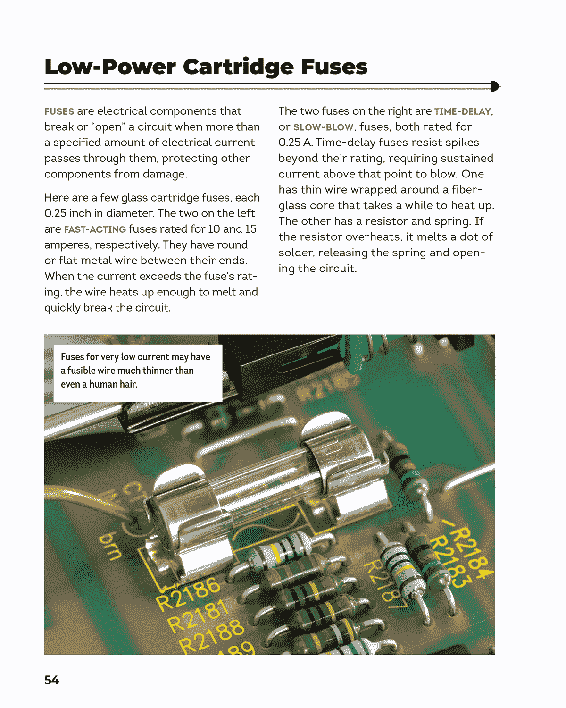 Low-Power Cartridge Fuses
FUSES are electrical components that
break or "open" a circuit when more than
a specified amount of electrical current
passes through them, protecting other
components from damage.
Here are a few glass cartridge fuses, each
0.25 inch in diameter. The two on the left
are FAST-ACTING fuses rated for 10 and 15
amperes, respectively. They have round
or flat metal wire between their ends.
When the current exceeds the fuse's rat-
ing, the wire heats up enough to melt and
quickly break the circuit.
The two fuses on the right are TIME-DELAY,
or SLOW-BLOW, fuses, both rated for
0.25 A. Time-delay fuses resist spikes
beyond their rating, requiring sustained
current above that point to blow. One
has thin wire wrapped around a fiber-
glass core that takes a while to heat up.
The other has a resistor and spring. If
the resistor overheats, it melts a dot of
solder, releasing the spring and open-
ing the circuit.
Fuses for very low current may have
a fusible wire much thinner than
even a human hair.
R2185
brn
R2186
R2181
R2188
R2187
R2183
R2184
54